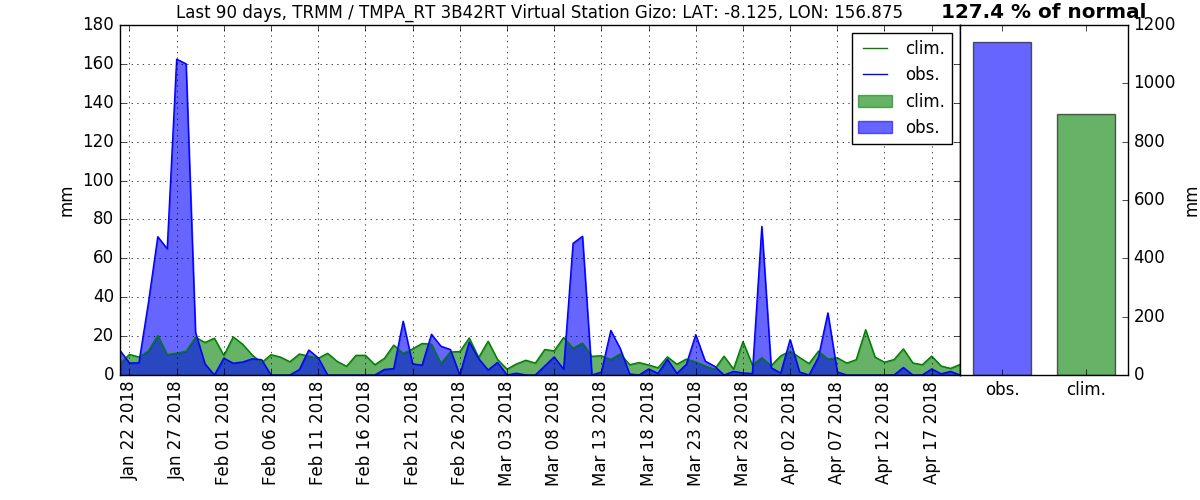 Last 90 days, TRMM / TMPA_RT 3B42RT Virtual Station Gizo: LAT: -8.125, LON: 156.875
127.4 % of normal
180
160
140
120
100
80
60
40
20
0
mm
clim.
obs.
clim.
obs.
Jan 22 2018
Jan 27 2018
Feb 01 2018
Feb 06 2018
Feb 11 2018
Feb 16 2018
Feb 21 2018
Feb 26 2018
Mar 03 2018
Mar 08 2018
Mar 13 2018
Mar 18 2018
Mar 23 2018
Mar 28 2018
Apr 02 2018
Apr 07 2018
Apr 12 2018
Apr 17 2018
1200
1000
800
600
400
200
0
mm
obs.
clim.